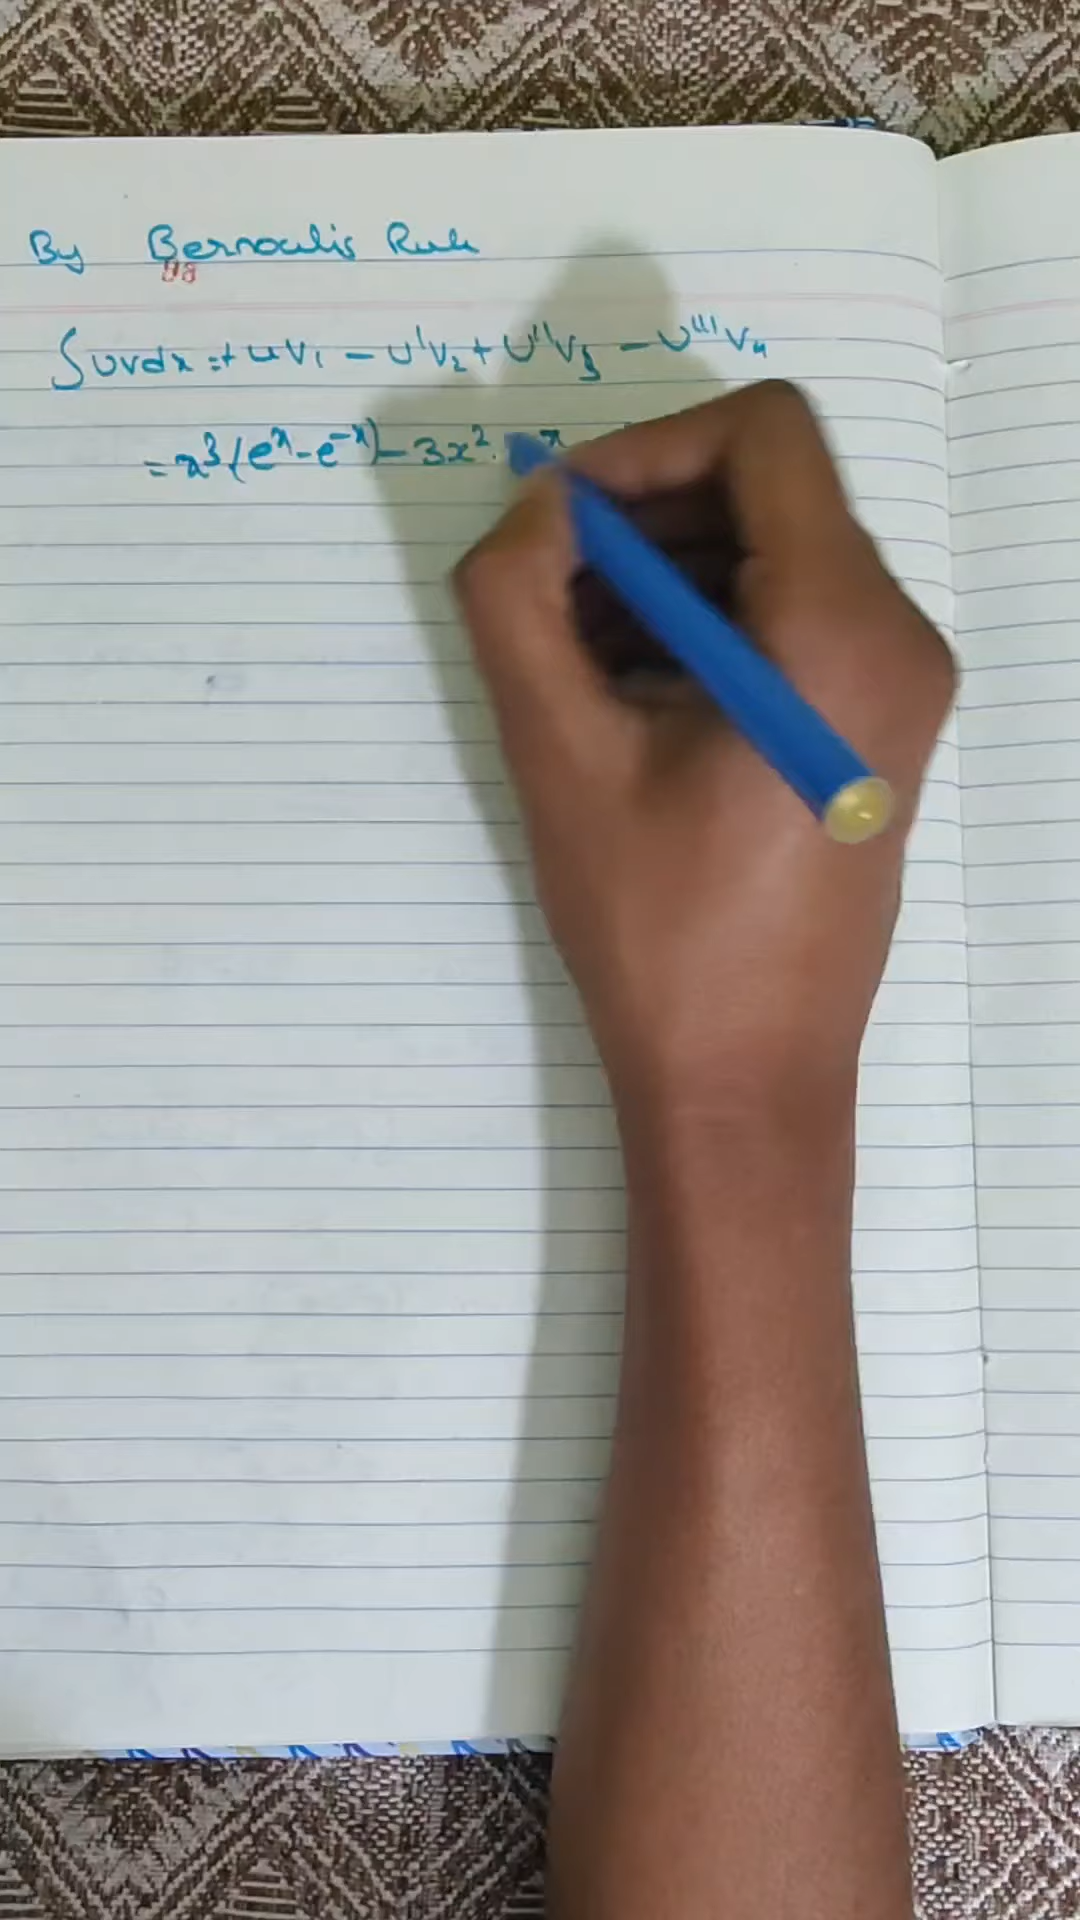 By Bernoulis Rule
∫uvdx = + uv₁ - u'v₂ + u''v₃ - u'''v₄
= x³(eˣ - e⁻ˣ) - 3x².